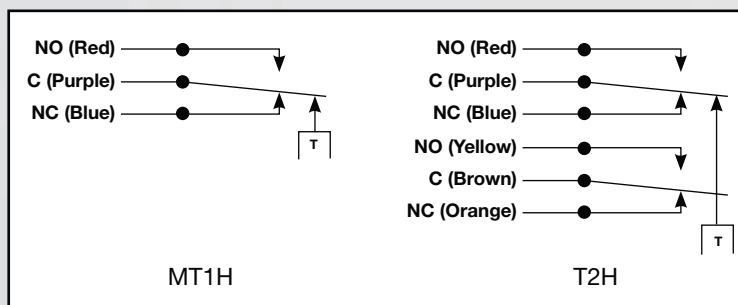 NO (Red)
C (Purple)
NC (Blue)
T
MT1H
NO (Red)
C (Purple)
NC (Blue)
NO (Yellow)
C (Brown)
NC (Orange)
T
T2H